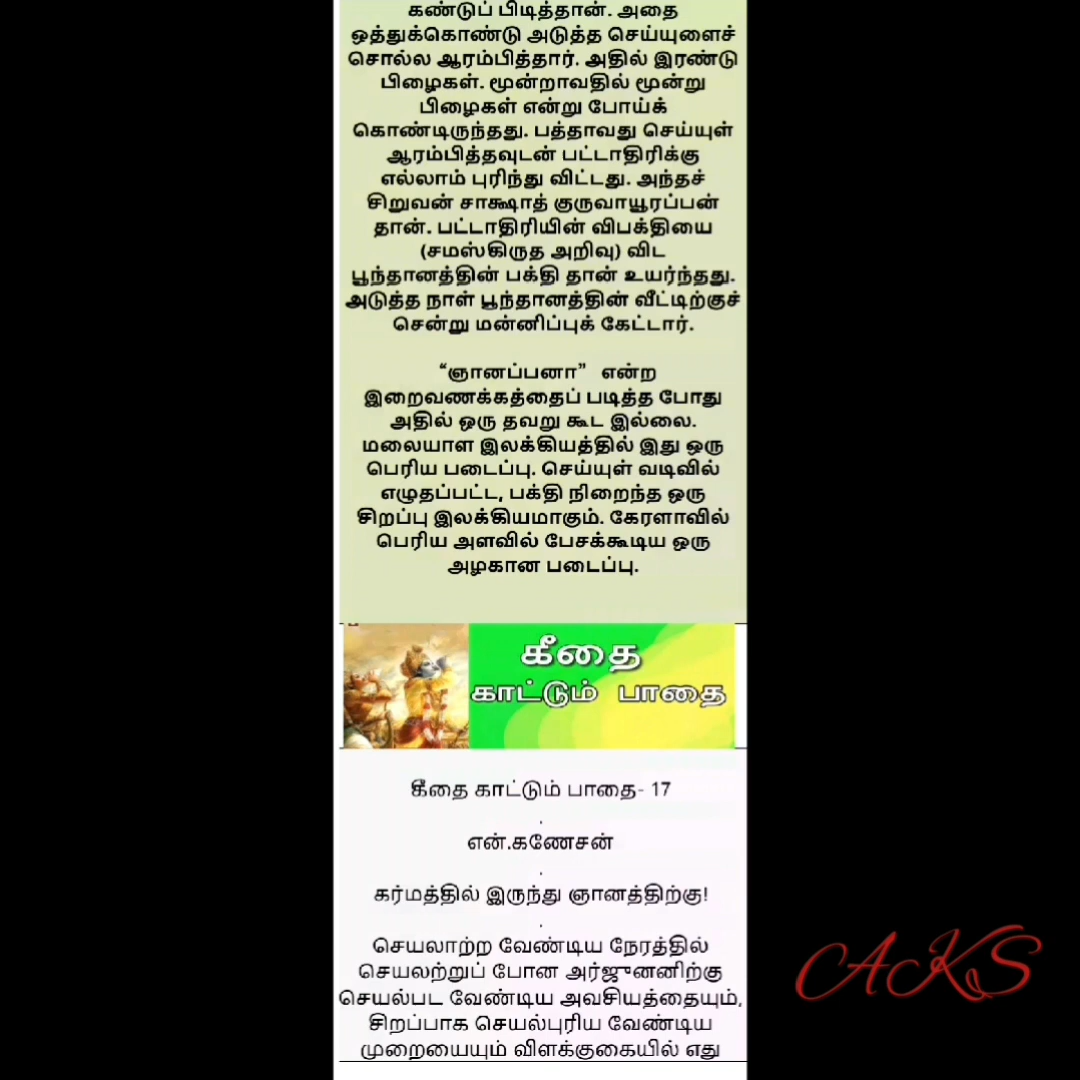 கண்டுப் பிடித்தான். அதை
ஒத்துக்கொண்டு அடுத்த செய்யுளைச்
சொல்ல ஆரம்பித்தார். அதில் இரண்டு
பிழைகள். மூன்றாவதில் மூன்று
பிழைகள் என்று போய்க்
கொண்டிருந்தது. பத்தாவது செய்யுள்
ஆரம்பித்தவுடன் பட்டாதிரிக்கு
எல்லாம் புரிந்து விட்டது. அந்தச்
சிறுவன் சாக்ஷாத் குருவாயூரப்பன்
தான். பட்டாதிரியின் விபக்தியை
(சமஸ்கிருத அறிவு) விட
பூந்தானத்தின் பக்தி தான் உயர்ந்தது.
அடுத்த நாள் பூந்தானத்தின் வீட்டிற்குச்
சென்று மன்னிப்புக் கேட்டார்.
“ஞானப்பனா” என்ற
இறைவணக்கத்தைப் படித்த போது
அதில் ஒரு தவறு கூட இல்லை.
மலையாள இலக்கியத்தில் இது ஒரு
பெரிய படைப்பு. செய்யுள் வடிவில்
எழுதப்பட்ட, பக்தி நிறைந்த ஒரு
சிறப்பு இலக்கியமாகும். கேரளாவில்
பெரிய அளவில் பேசக்கூடிய ஒரு
அழகான படைப்பு.
கீதை
காட்டும் பாதை
கீதை காட்டும் பாதை- 17
.
என்.கணேசன்
.
கர்மத்தில் இருந்து ஞானத்திற்கு!
.
செயலாற்ற வேண்டிய நேரத்தில்
செயலற்றுப் போன அர்ஜுனனிற்கு
செயல்பட வேண்டிய அவசியத்தையும்,
சிறப்பாக செயல்புரிய வேண்டிய
முறையையும் விளக்குகையில் எது
AKS